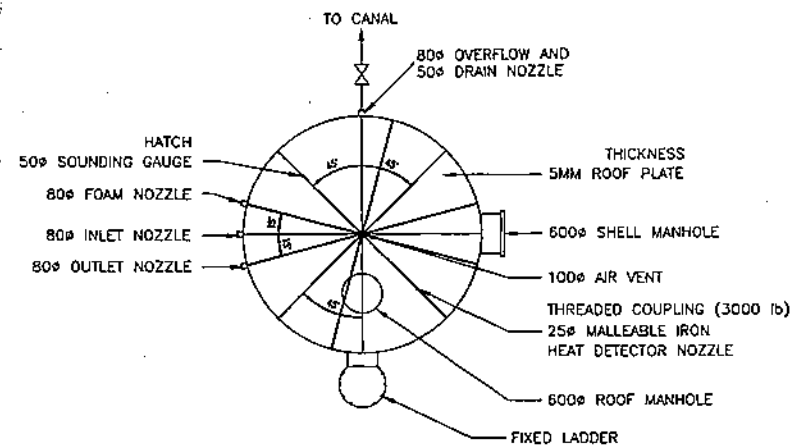 TO CANAL
80ø OVERFLOW AND
50ø DRAIN NOZZLE
HATCH
50ø SOUNDING GAUGE
80ø FOAM NOZZLE
80ø INLET NOZZLE
80ø OUTLET NOZZLE
THICKNESS
5MM ROOF PLATE
600ø SHELL MANHOLE
100ø AIR VENT
THREADED COUPLING (3000 lb)
25ø MALLEABLE IRON
HEAT DETECTOR NOZZLE
600ø ROOF MANHOLE
FIXED LADDER
45°
45°